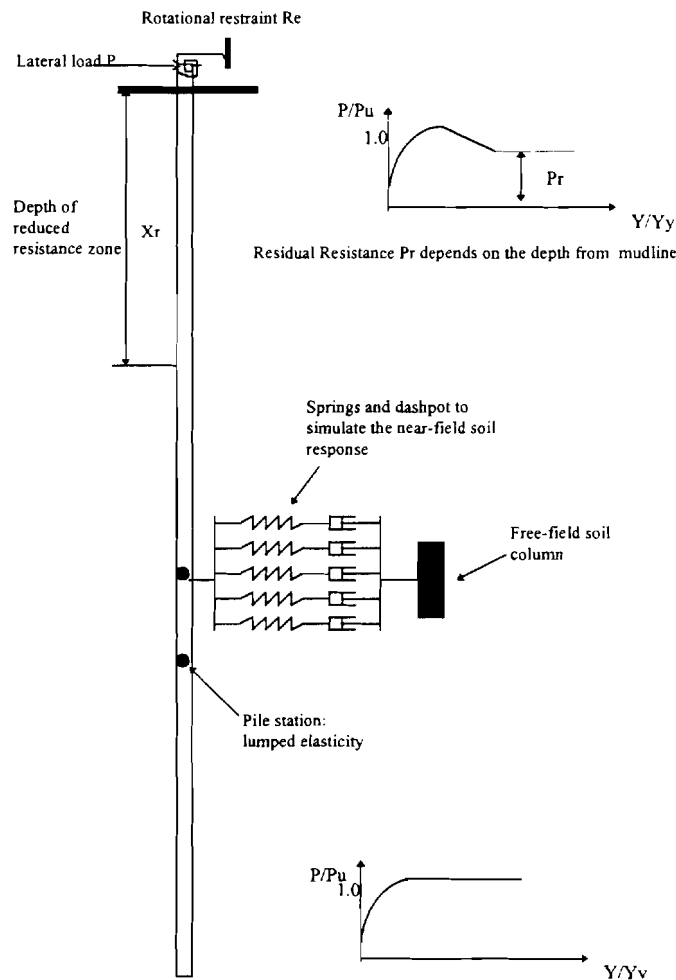 Rotational restraint Re
Lateral load P
P/Pu
1.0
Pr
Y/Yy
Depth of
reduced
resistance zone
Xr
Residual Resistance Pr depends on the depth from mudline
Springs and dashpot to
simulate the near-field soil
response
Free-field soil
column
Pile station:
lumped elasticity
P/Pu
1.0
Y/Yy